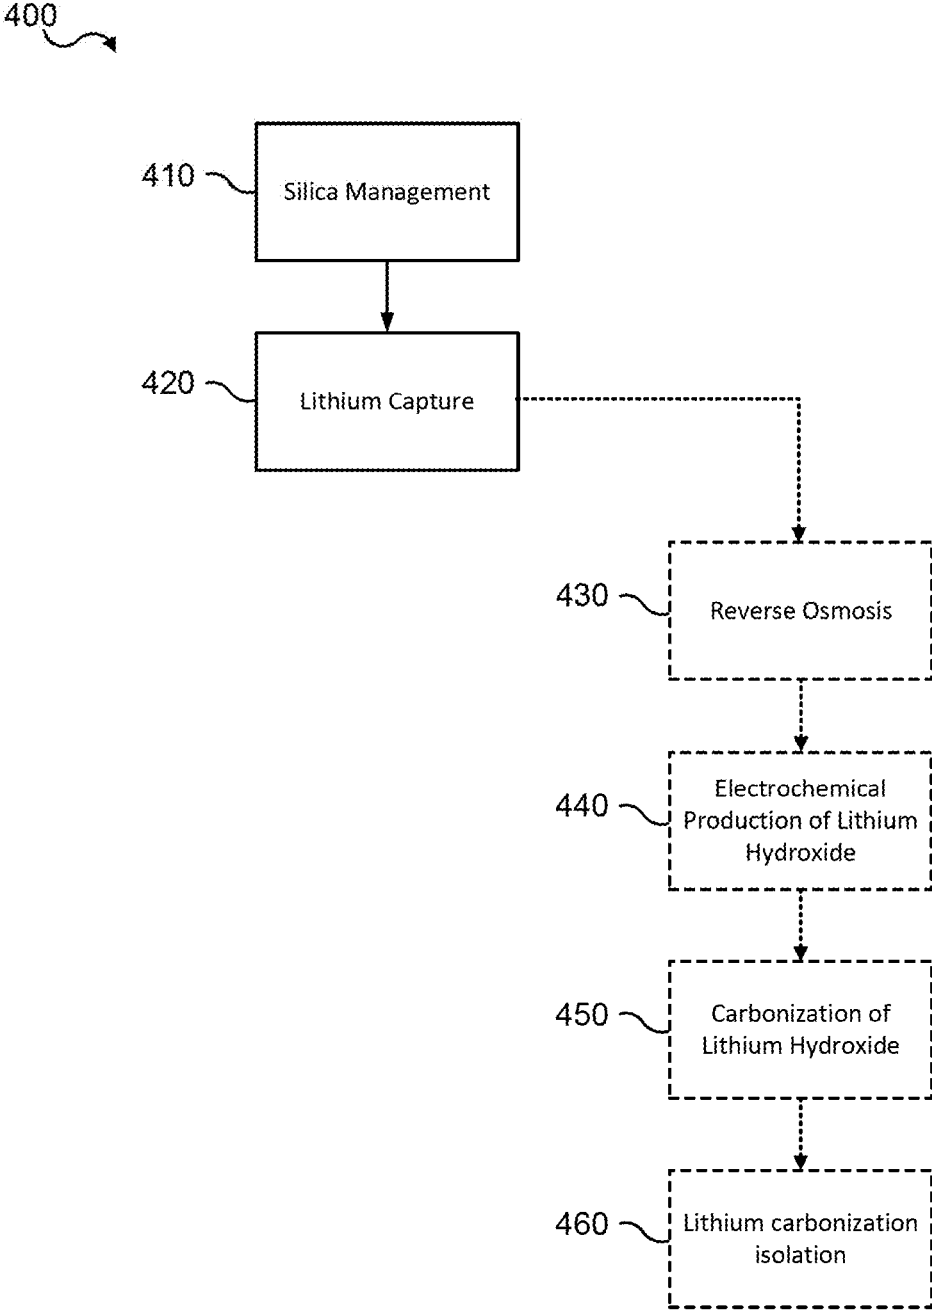 400
410
Silica Management
420
Lithium Capture
430
Reverse Osmosis
440
Electrochemical
Production of Lithium
Hydroxide
450
Carbonization of
Lithium Hydroxide
460
Lithium carbonization
isolation